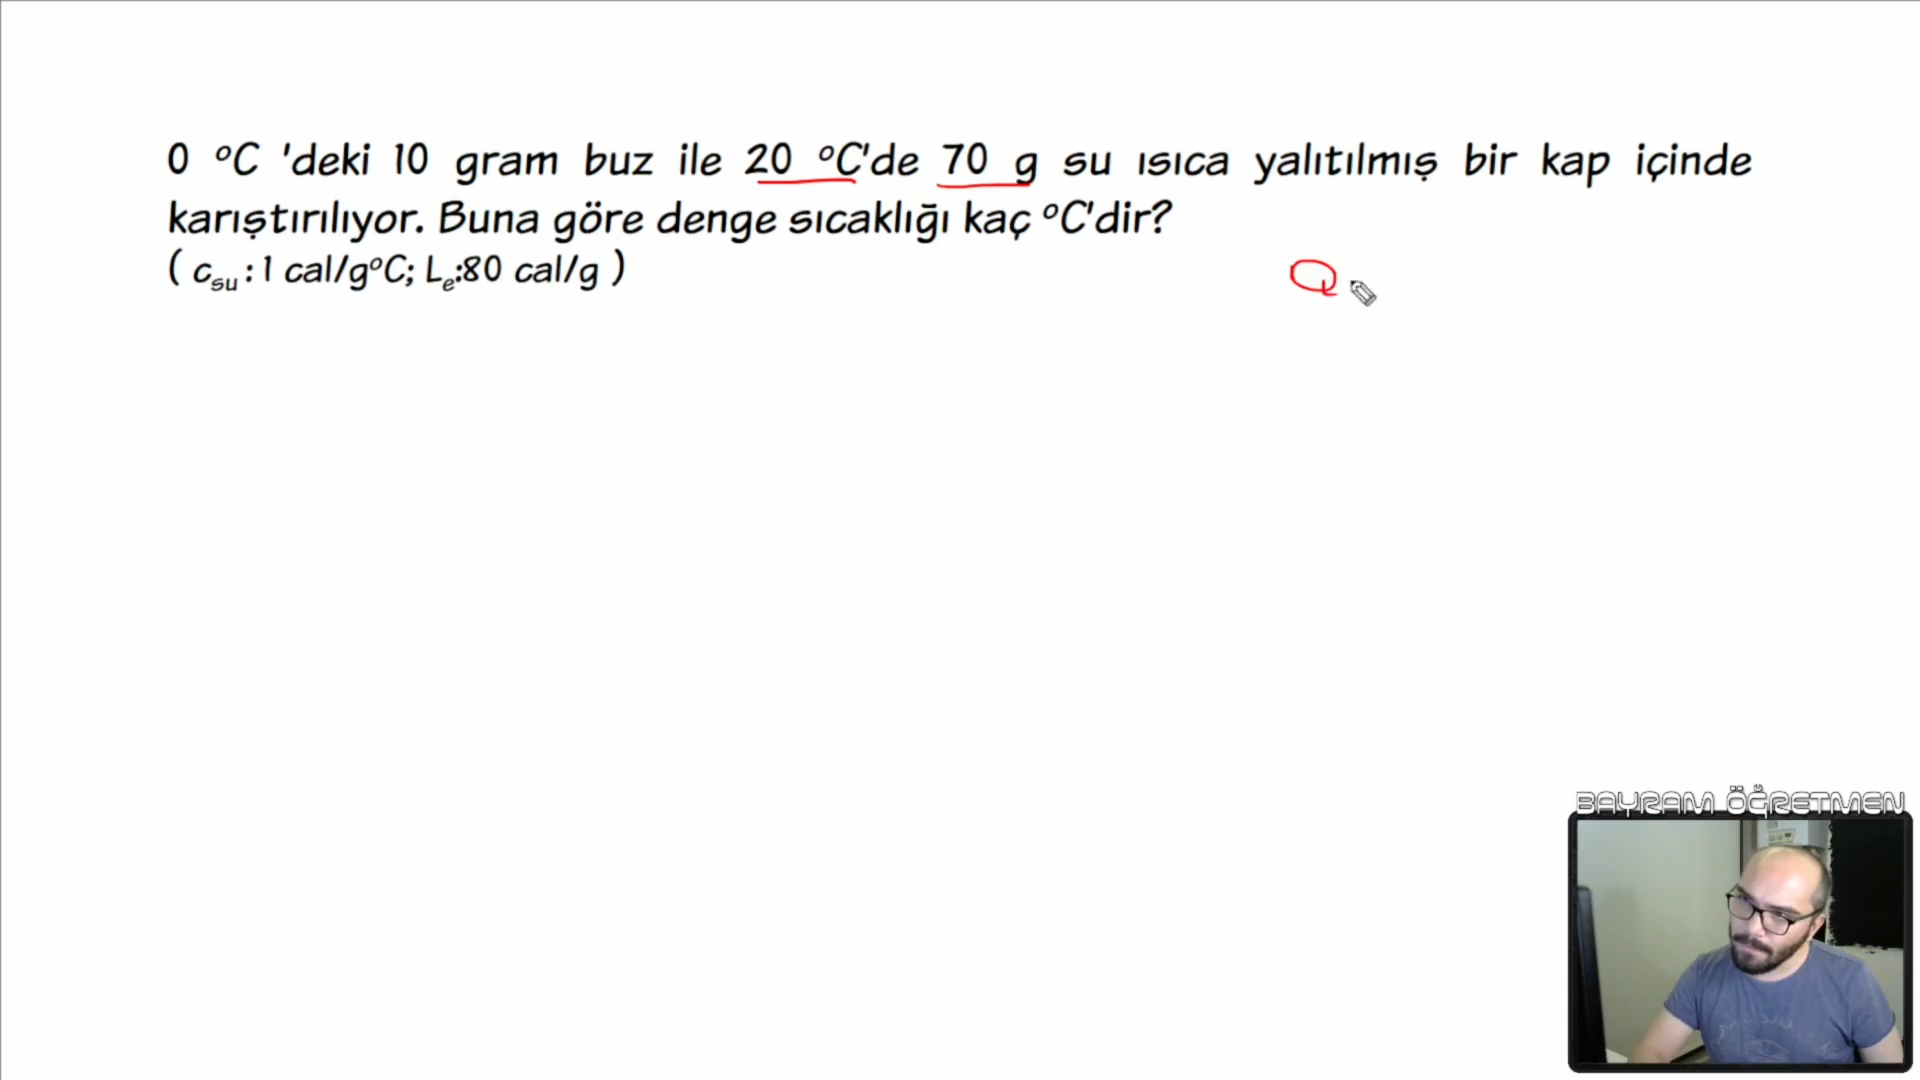 0 °C 'deki 10 gram buz ile 20 °C'de 70 g su ısıca yalıtılmış bir kap içinde
karıştırılıyor. Buna göre denge sıcaklığı kaç °C'dir?
( csu : 1 cal/g°C; Le:80 cal/g )
Q
BAYRAM ÖĞRETMEN